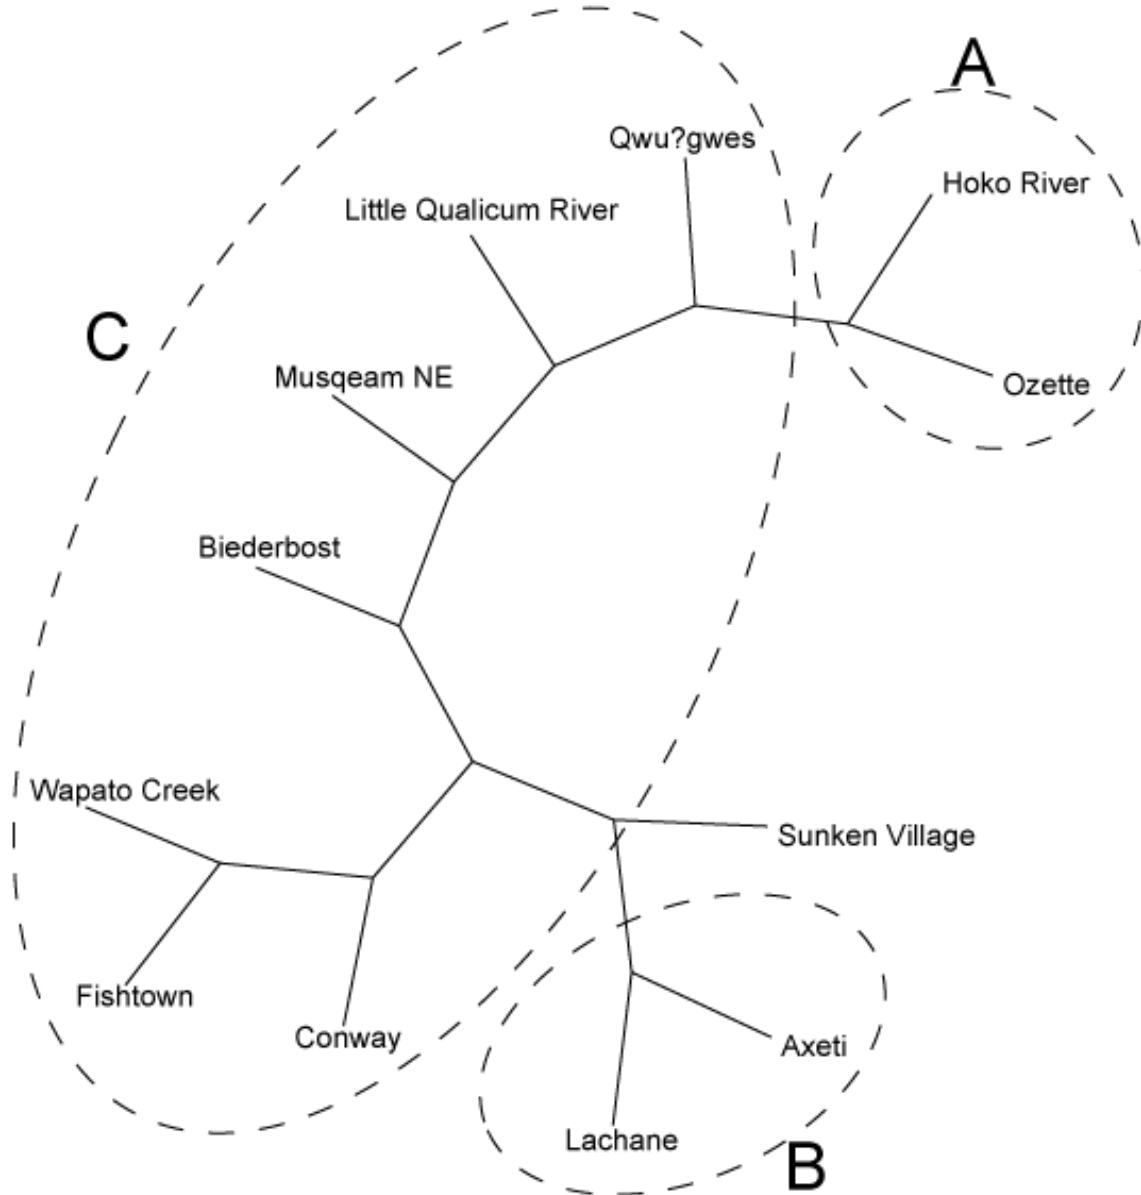 A
Qwu?gwes
Hoko River
Little Qualicum River
C
Musqeam NE
Ozette
Biederbost
Wapato Creek
Sunken Village
Fishtown
Conway
Axeti
Lachane
B